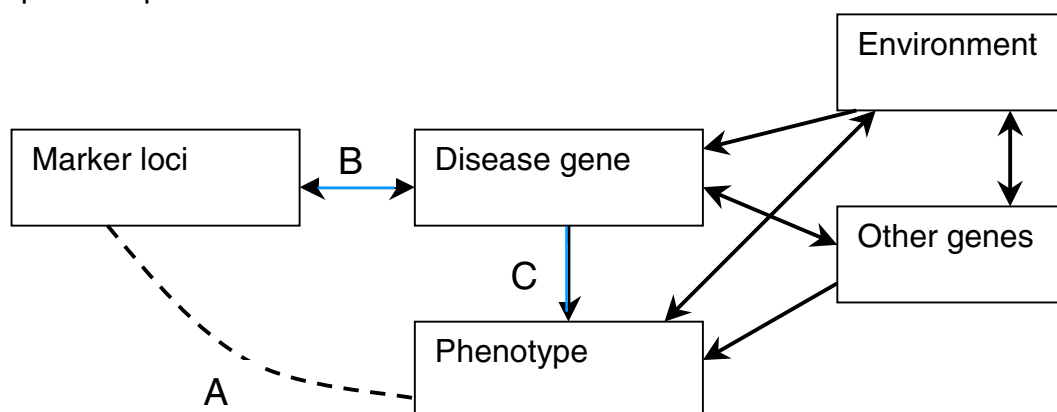 Environment
Marker loci
B
Disease gene
Other genes
C
Phenotype
A